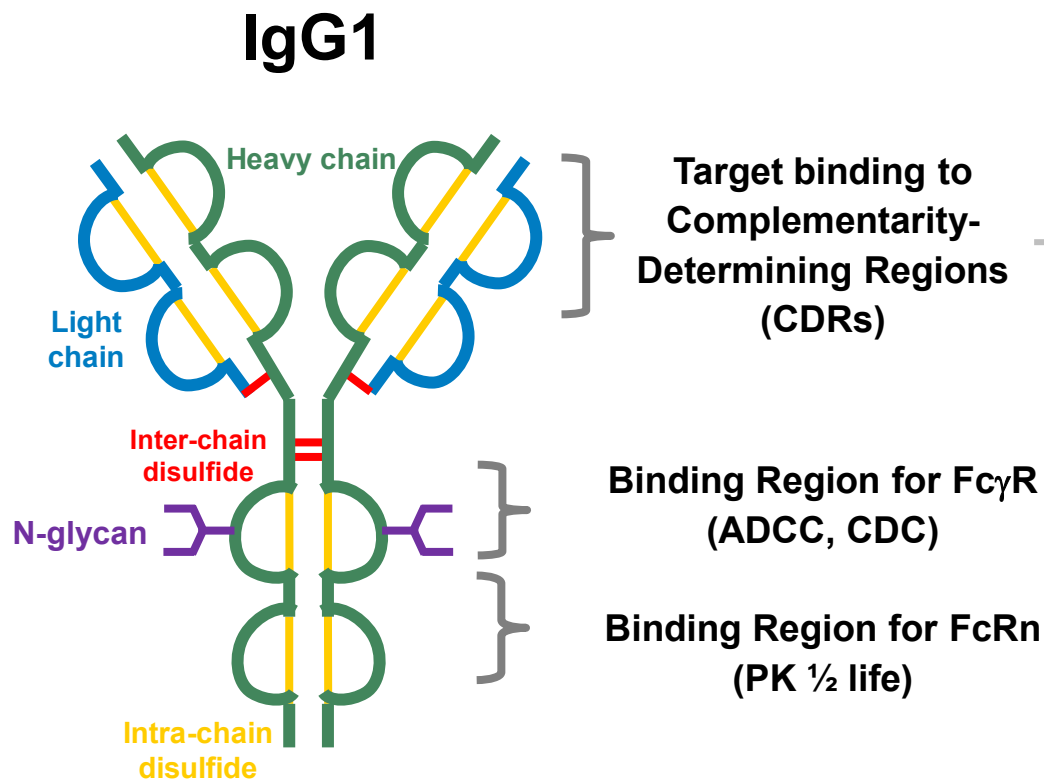 IgG1
Heavy chain
Target binding to
Complementarity-
Determining Regions
(CDRs)
Light
chain
Inter-chain
disulfide
Binding Region for FcγR
(ADCC, CDC)
N-glycan
Binding Region for FcRn
(PK ½ life)
Intra-chain
disulfide